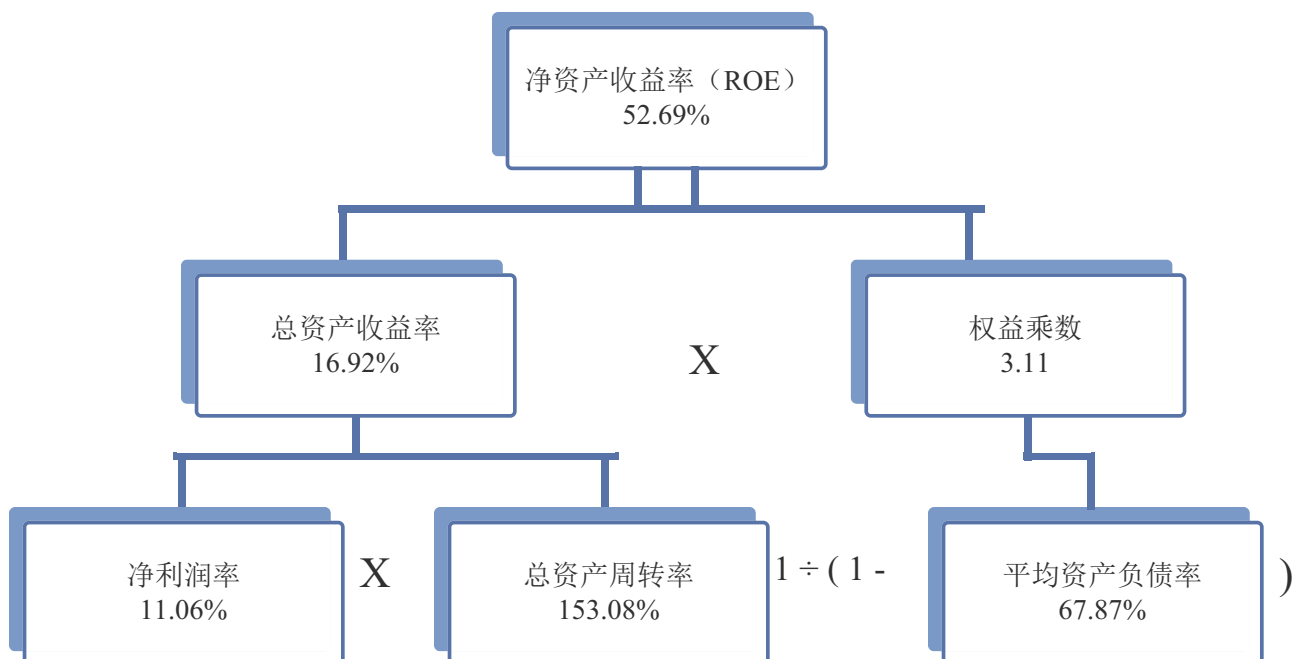 净资产收益率（ROE）
52.69%
总资产收益率
16.92%
X
权益乘数
3.11
净利润率
11.06%
X
总资产周转率
153.08%
1 ÷ ( 1 -
平均资产负债率
67.87%
)